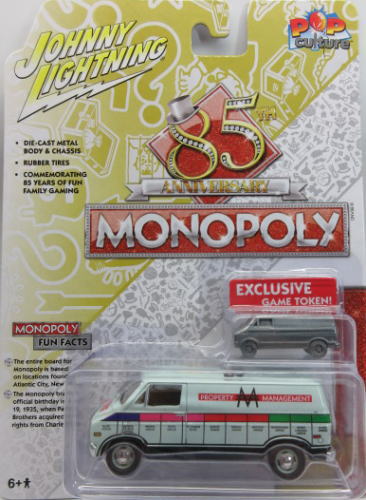 JOHNNY
LIGHTNING
POP
culture
• DIE-CAST METAL
BODY & CHASSIS
• RUBBER TIRES
• COMMEMORATING
85 YEARS OF FUN
FAMILY GAMING
85TH
ANNIVERSARY
MONOPOLY
EXCLUSIVE
GAME TOKEN!
MONOPOLY
FUN FACTS
• The entire board for
Monopoly is based
on locations found
Atlantic City, New
• The Monopoly bra
official birthday i
19, 1935, when Pa
Brothers acquired
rights from Charle
PROPERTY MANAGEMENT
6+